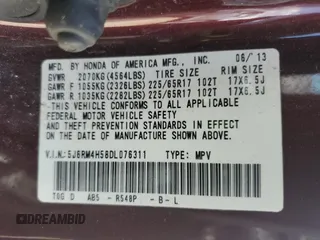 MFD. BY HONDA OF AMERICA MFG., INC. 06/13
GVWR 2070KG(4564LBS) TIRE SIZE RIM SIZE
GAWR F 1055KG(2326LBS) 225/65R17 102T 17X6.5J
GAWR R 1035KG(2282LBS) 225/65R17 102T 17X6.5J
THIS VEHICLE CONFORMS TO ALL APPLICABLE
FEDERAL MOTOR VEHICLE SAFETY STANDARDS IN EFFECT
ON THE DATE OF MANUFACTURE SHOWN ABOVE.
V.I.N.: 5J6RM4H58DL076311 TYPE: MPV
ABS - R548P - B - L
DREAMBID